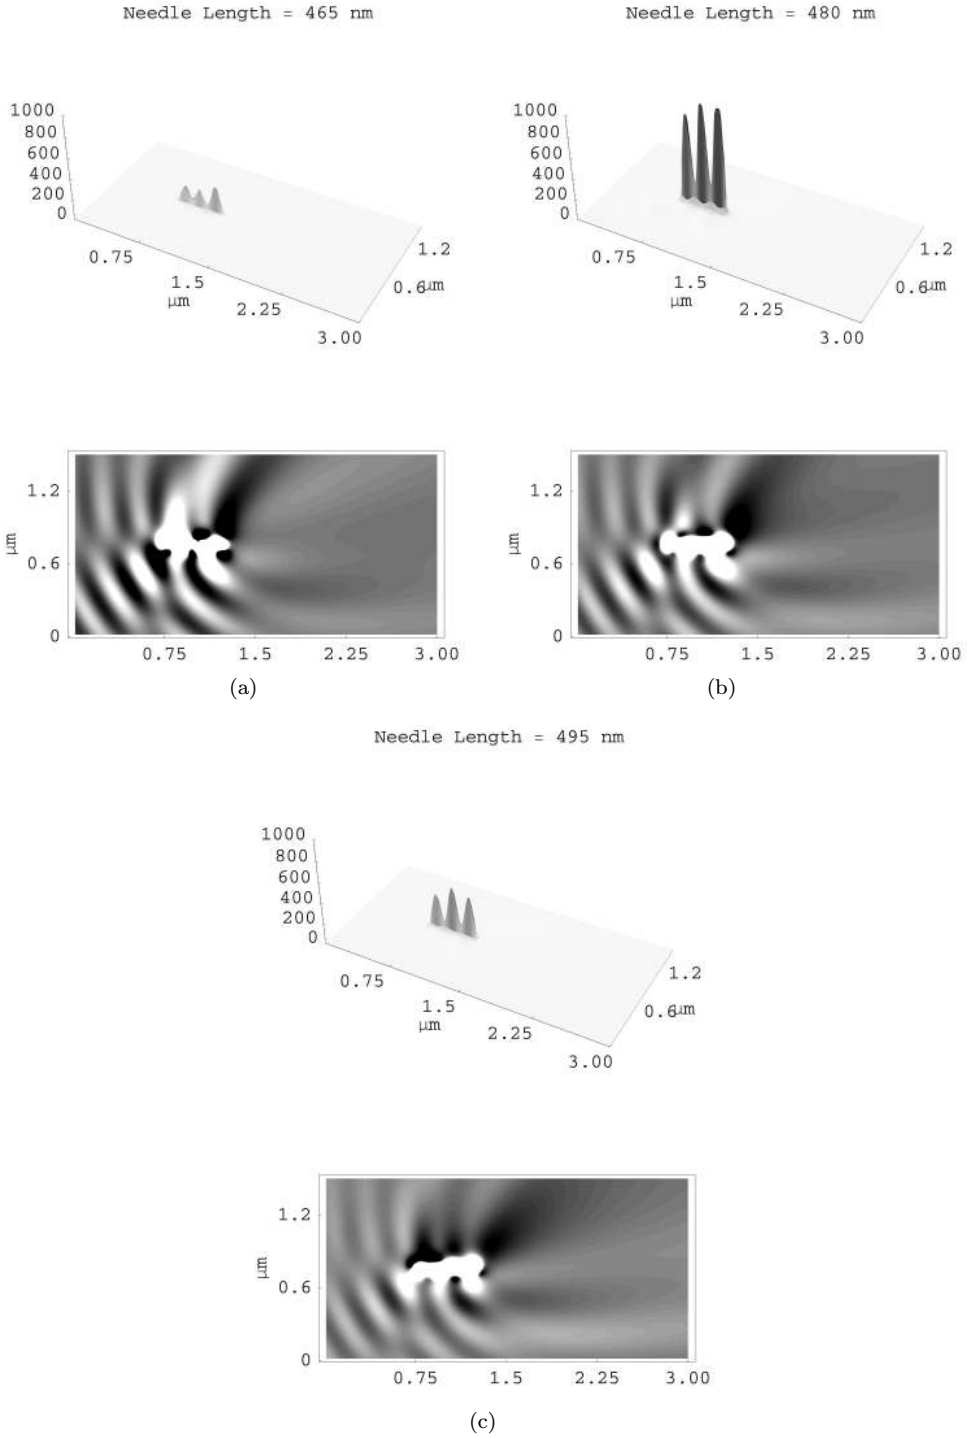 Needle Length = 465 nm
1000
800
600
400
200
0
0.75
1.5
μm
2.25
3.00
0.6μm
1.2
1.2
μm
0.6
0
0.75 1.5 2.25 3.00
(a)
Needle Length = 480 nm
1000
800
600
400
200
0
0.75
1.5
μm
2.25
3.00
0.6μm
1.2
1.2
μm
0.6
0
0.75 1.5 2.25 3.00
(b)
Needle Length = 495 nm
1000
800
600
400
200
0
0.75
1.5
μm
2.25
3.00
0.6μm
1.2
1.2
μm
0.6
0
0.75 1.5 2.25 3.00
(c)